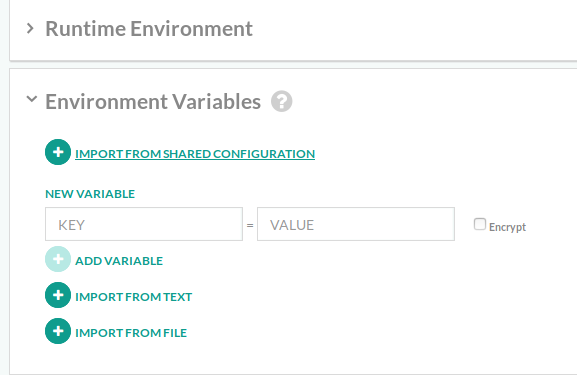 Runtime Environment
Environment Variables ?
IMPORT FROM SHARED CONFIGURATION
NEW VARIABLE
KEY = VALUE Encrypt
ADD VARIABLE
IMPORT FROM TEXT
IMPORT FROM FILE